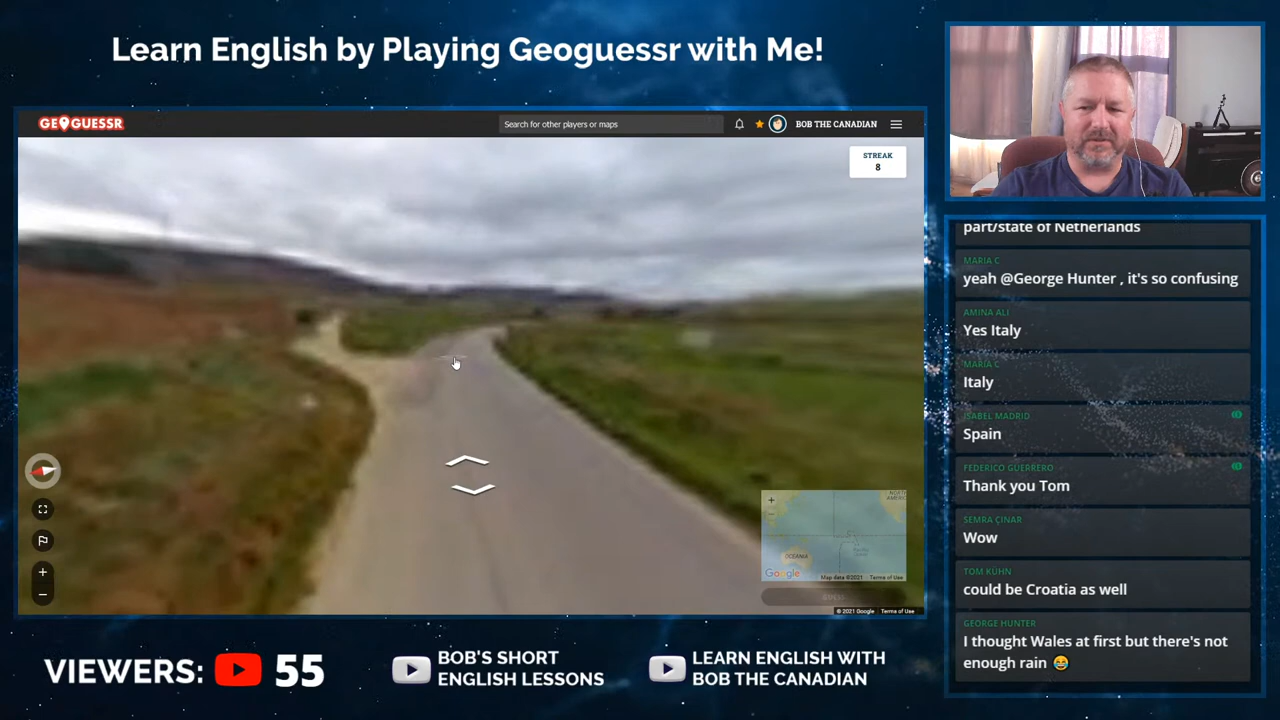 Learn English by Playing Geoguessr with Me!
GEOGUESSR
Search for other players or maps
BOB THE CANADIAN
STREAK
8
part/state of Netherlands
MARIA C
yeah @George Hunter , it's so confusing
AMINA ALI
Yes Italy
MARIA C
Italy
ISABEL MADRID
Spain
FEDERICO GUERRERO
Thank you Tom
SEMRA ÇINAR
Wow
TOM KÜHN
could be Croatia as well
GEORGE HUNTER
I thought Wales at first but there's not
enough rain 😂
OCEANIA
Google
Map data ©2021 Terms of Use
GUESS
© 2021 Google Terms of Use
VIEWERS: 55
BOB'S SHORT
ENGLISH LESSONS
LEARN ENGLISH WITH
BOB THE CANADIAN